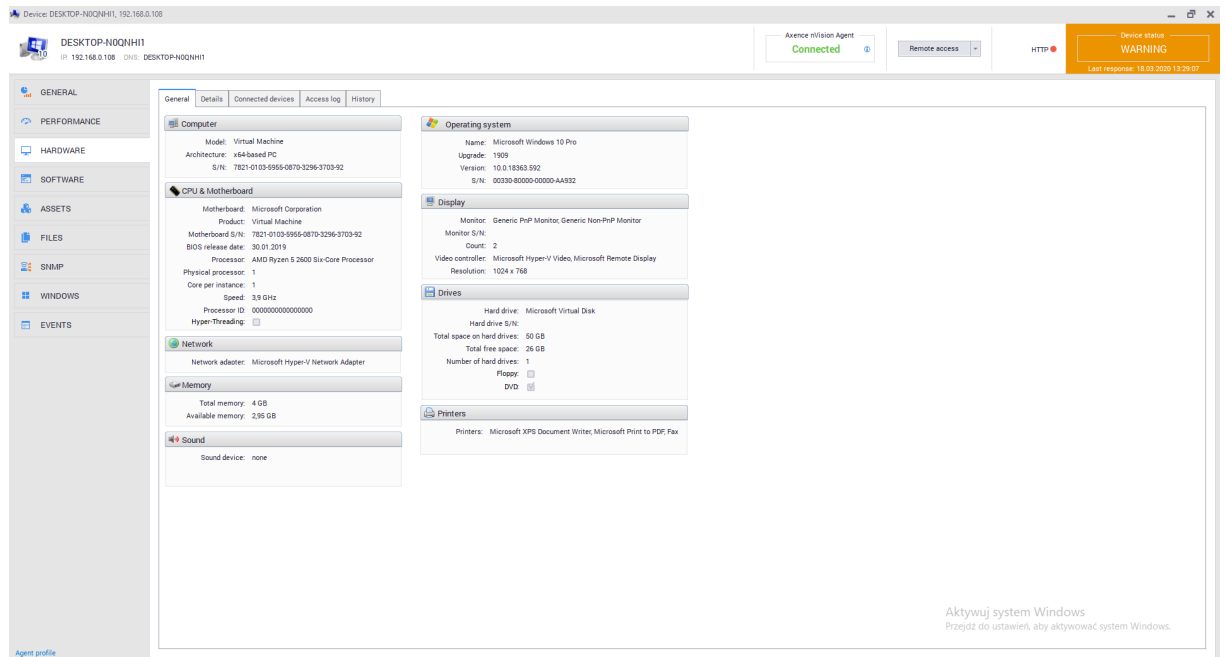 Device: DESKTOP-N0QNHI1, 192.168.0.108
10
DESKTOP-N0QNHI1
IP: 192.168.0.108 DNS: DESKTOP-N0QNHI1
Axence nVision Agent
Connected
Remote access
HTTP
Device status
WARNING
Last response: 18.03.2020 13:29:07
GENERAL
PERFORMANCE
HARDWARE
SOFTWARE
ASSETS
FILES
SNMP
WINDOWS
EVENTS
General Details Connected devices Access log History
Computer
Model: Virtual Machine
Architecture: x64-based PC
S/N: 7821-0103-5955-0870-3296-3703-92
CPU & Motherboard
Motherboard: Microsoft Corporation
Product: Virtual Machine
Motherboard S/N: 7821-0103-5955-0870-3296-3703-92
BIOS release date: 30.01.2019
Processor: AMD Ryzen 5 2600 Six-Core Processor
Physical processor: 1
Core per instance: 1
Speed: 3,9 GHz
Processor ID: 0000000000000000
Hyper-Threading:
Network
Network adapter: Microsoft Hyper-V Network Adapter
Memory
Total memory: 4 GB
Available memory: 2,95 GB
Sound
Sound device: none
Operating system
Name: Microsoft Windows 10 Pro
Upgrade: 1909
Version: 10.0.18363.592
S/N: 00330-80000-00000-AA932
Display
Monitor: Generic PnP Monitor, Generic Non-PnP Monitor
Monitor S/N:
Count: 2
Video controller: Microsoft Hyper-V Video, Microsoft Remote Display
Resolution: 1024 x 768
Drives
Hard drive: Microsoft Virtual Disk
Hard drive S/N:
Total space on hard drives: 50 GB
Total free space: 26 GB
Number of hard drives: 1
Floppy:
DVD:
Printers
Printers: Microsoft XPS Document Writer, Microsoft Print to PDF, Fax
Aktywuj system Windows
Przejdź do ustawień, aby aktywować system Windows.
Agent profile